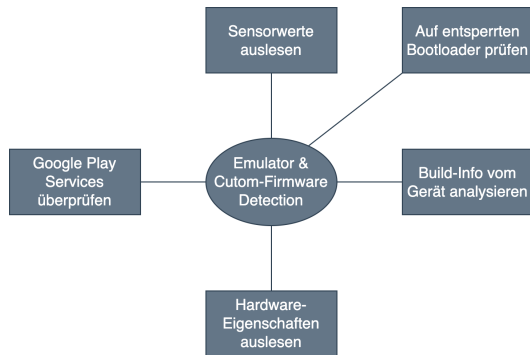 Sensorwerte
auslesen
Auf entsperrten
Bootloader prüfen
Google Play
Services
überprüfen
Emulator &
Cutom-Firmware
Detection
Build-Info vom
Gerät analysieren
Hardware-
Eigenschaften
auslesen